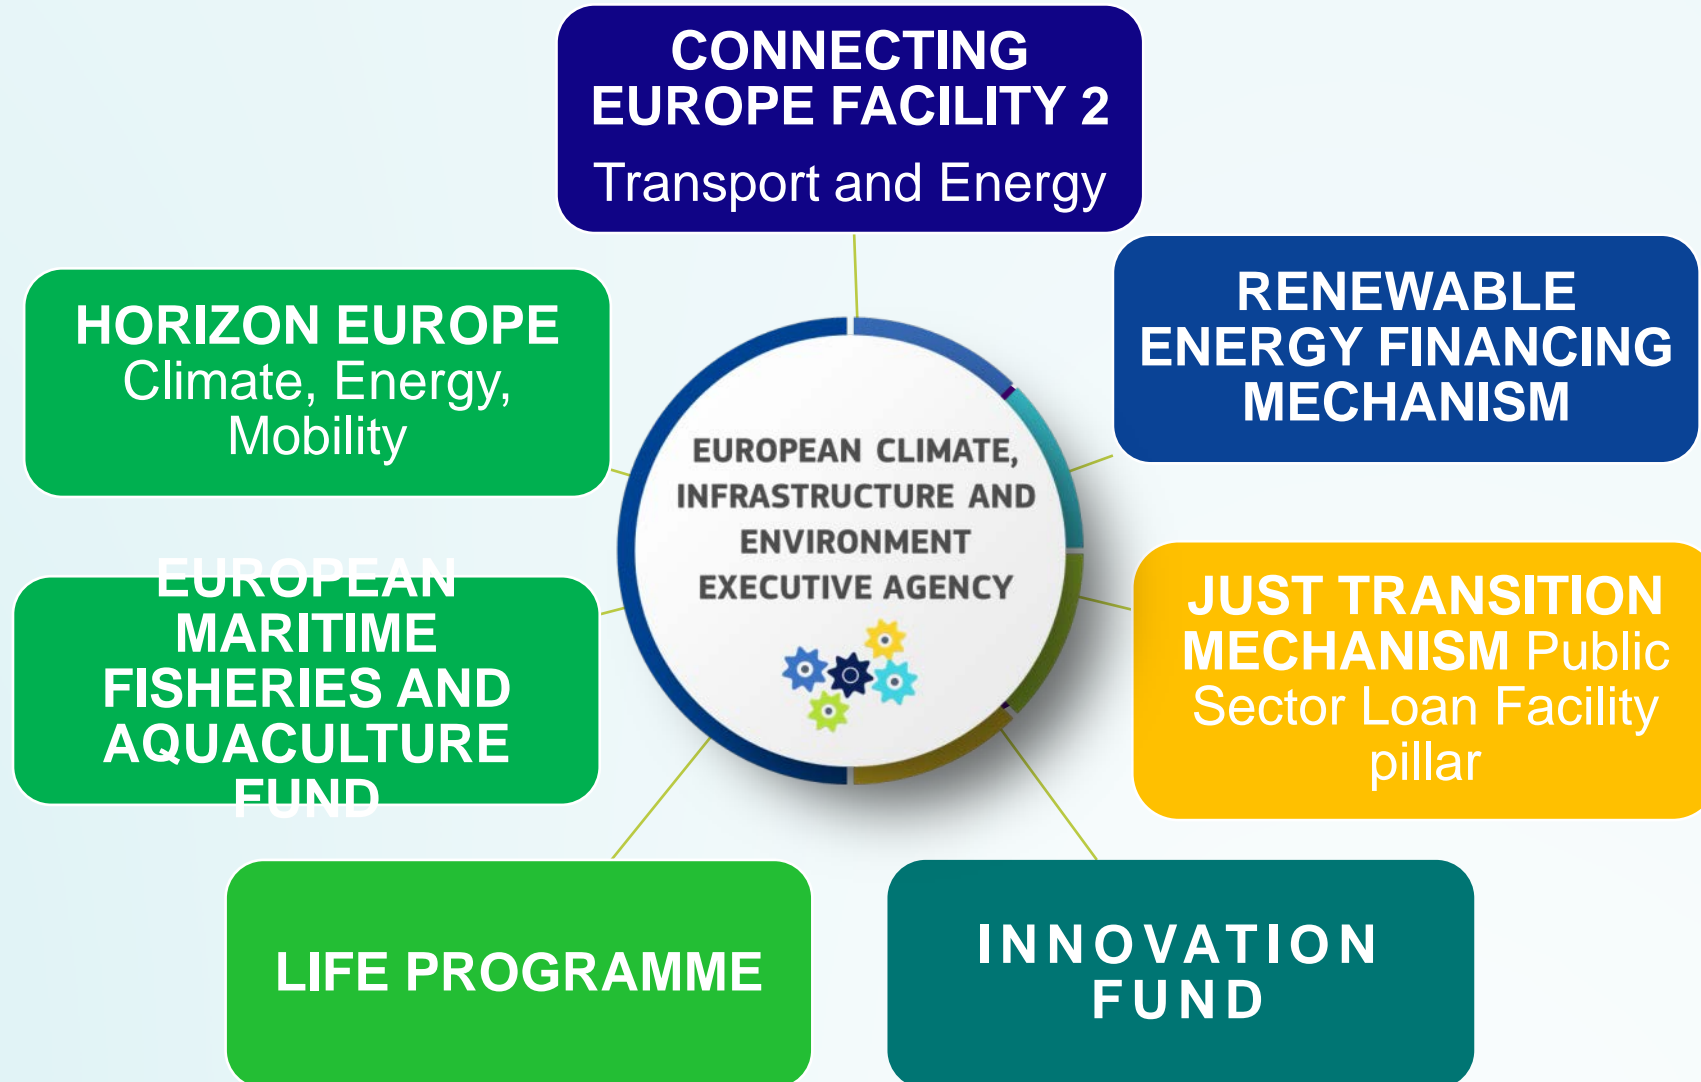 CONNECTING
EUROPE FACILITY 2
Transport and Energy
HORIZON EUROPE
Climate, Energy,
Mobility
RENEWABLE
ENERGY FINANCING
MECHANISM
EUROPEAN CLIMATE,
INFRASTRUCTURE AND
ENVIRONMENT
EXECUTIVE AGENCY
EUROPEAN
MARITIME
FISHERIES AND
AQUACULTURE
FUND
JUST TRANSITION
MECHANISM Public
Sector Loan Facility
pillar
LIFE PROGRAMME
INNOVATION
FUND